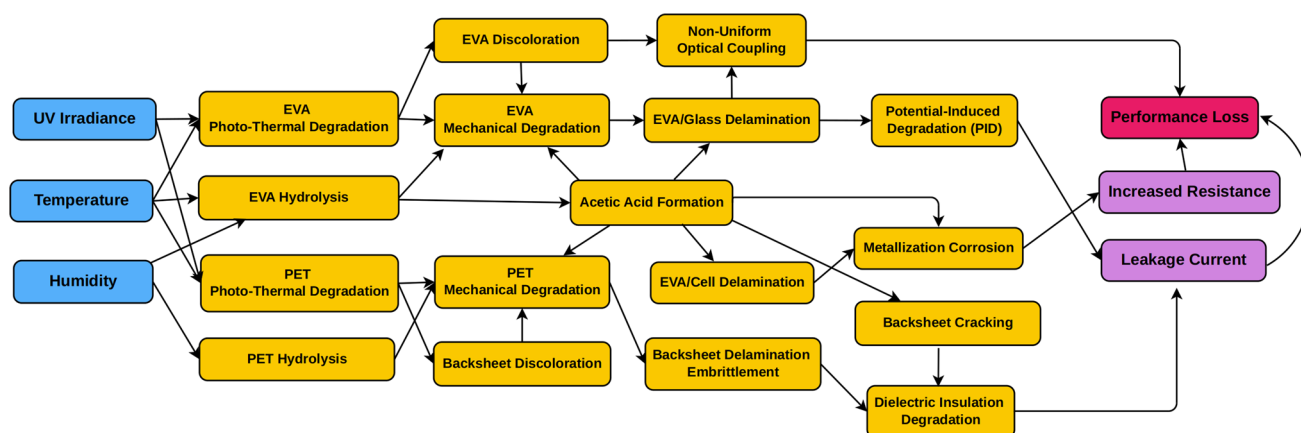 EVA Discoloration
Non-Uniform
Optical Coupling
UV Irradiance
EVA
Photo-Thermal Degradation
EVA
Mechanical Degradation
EVA/Glass Delamination
Potential-Induced
Degradation (PID)
Performance Loss
Temperature
EVA Hydrolysis
Acetic Acid Formation
Increased Resistance
Metallization Corrosion
Humidity
PET
Photo-Thermal Degradation
PET
Mechanical Degradation
EVA/Cell Delamination
Leakage Current
Backsheet Cracking
PET Hydrolysis
Backsheet Discoloration
Backsheet Delamination
Embrittlement
Dielectric Insulation
Degradation